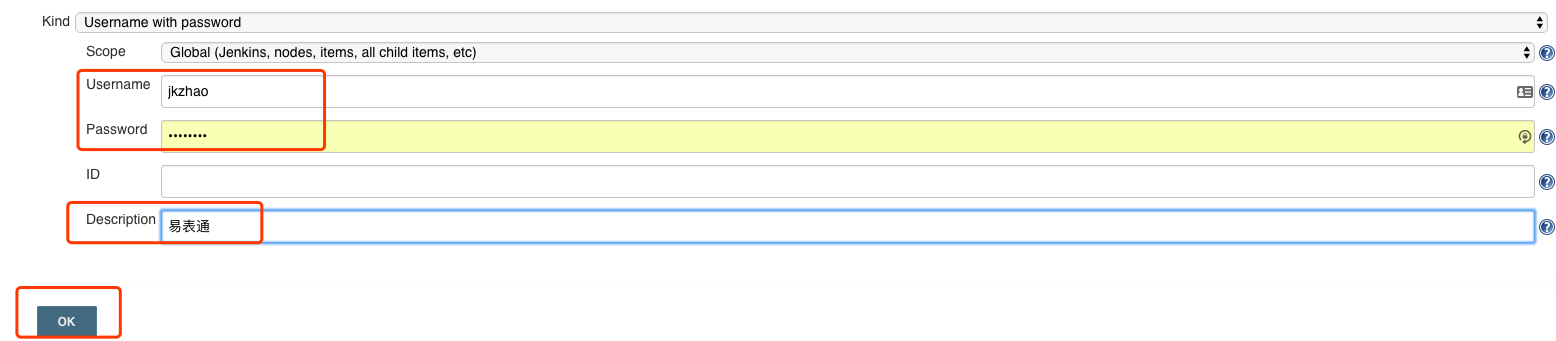 Kind Username with password
Scope Global (Jenkins, nodes, items, all child items, etc)
Username jkzhao
Password ••••••••
ID
Description 易表通
OK